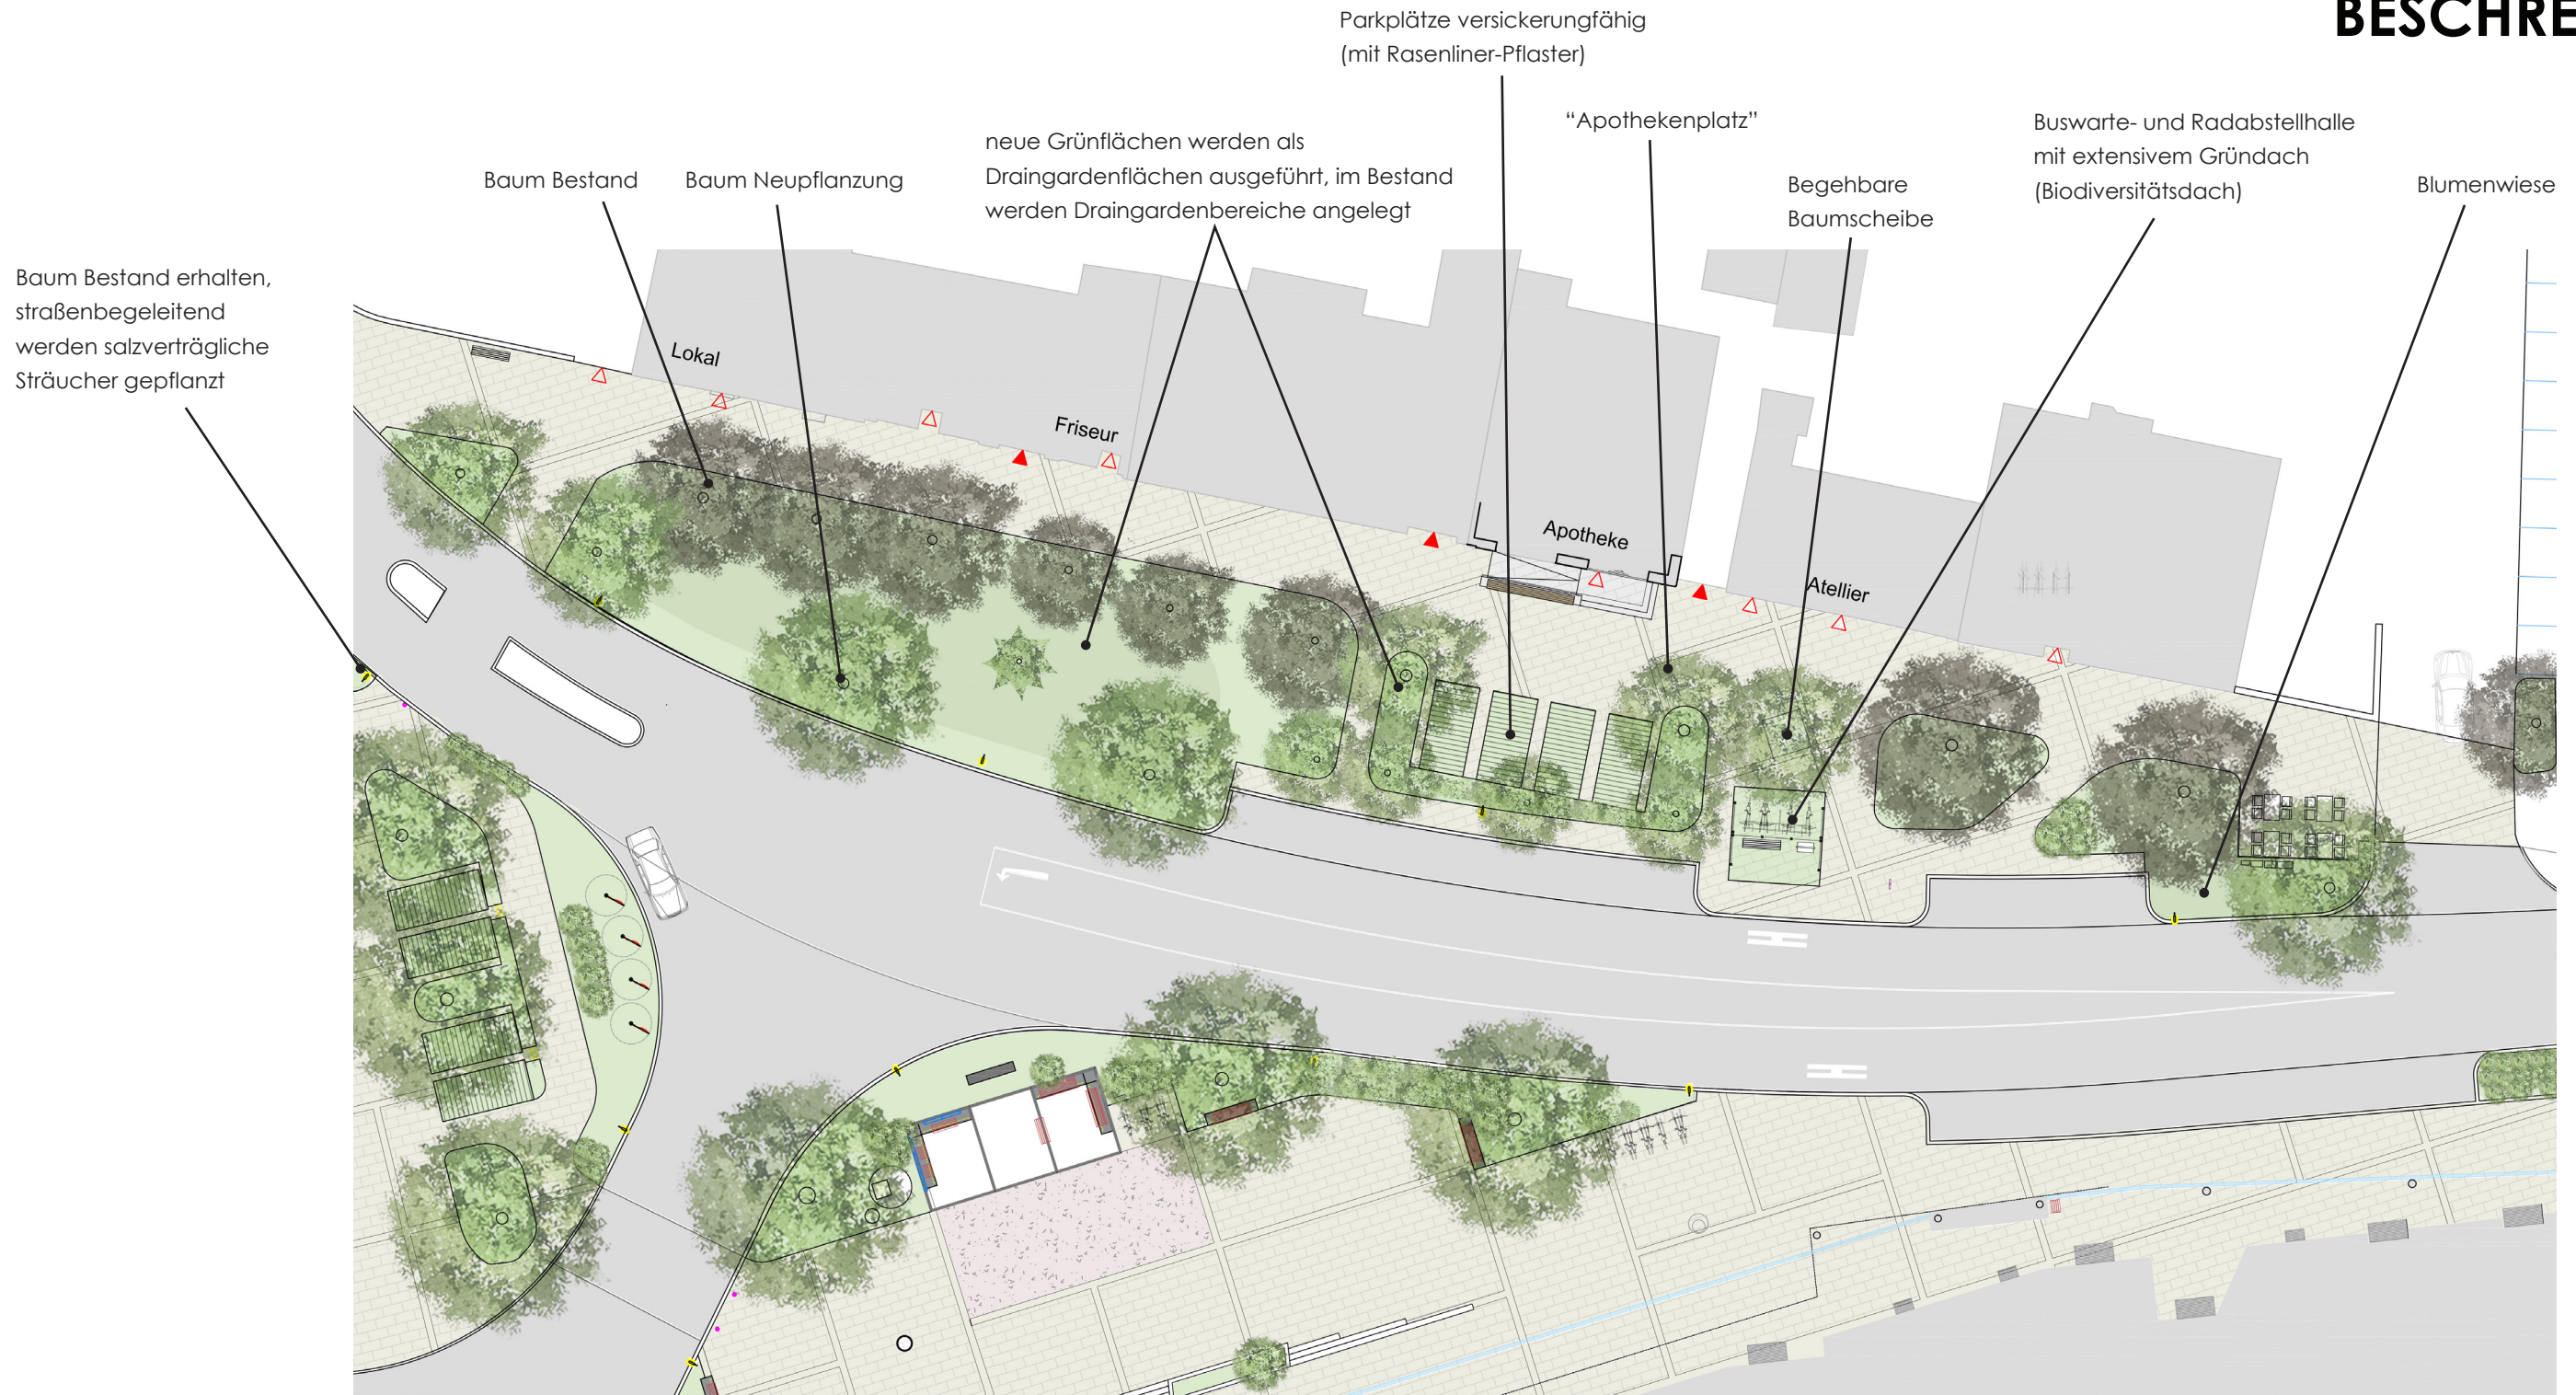 BESCHRE
Parkplätze versickerungfähig
(mit Rasenliner-Pflaster)
“Apothekenplatz”
Buswarte- und Radabstellhalle
mit extensivem Gründach
(Biodiversitätsdach)
neue Grünflächen werden als
Draingardenflächen ausgeführt, im Bestand
werden Draingardenbereiche angelegt
Baum Bestand
Baum Neupflanzung
Begehbare
Baumscheibe
Blumenwiese
Baum Bestand erhalten,
straßenbegeleitend
werden salzverträgliche
Sträucher gepflanzt
Lokal
Friseur
Apotheke
Atellier
H
H